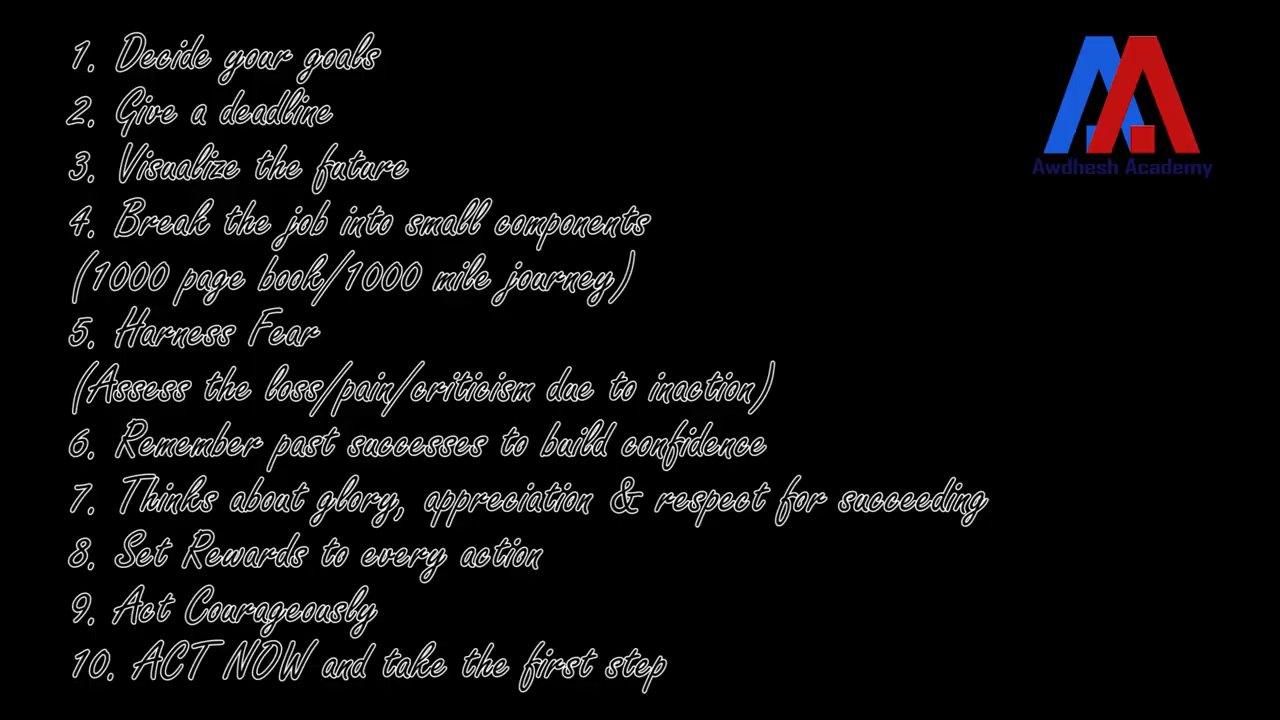 1. Decide your goals
2. Give a deadline
3. Visualize the future
4. Break the job into small components
(1000 page book/1000 mile journey)
5. Harness Fear
(Assess the loss/pain/criticism due to inaction)
6. Remember past successes to build confidence
7. Thinks about glory, appreciation & respect for succeeding
8. Set Rewards to every action
9. Act Courageously
10. ACT NOW and take the first step
AA
Awdhesh Academy